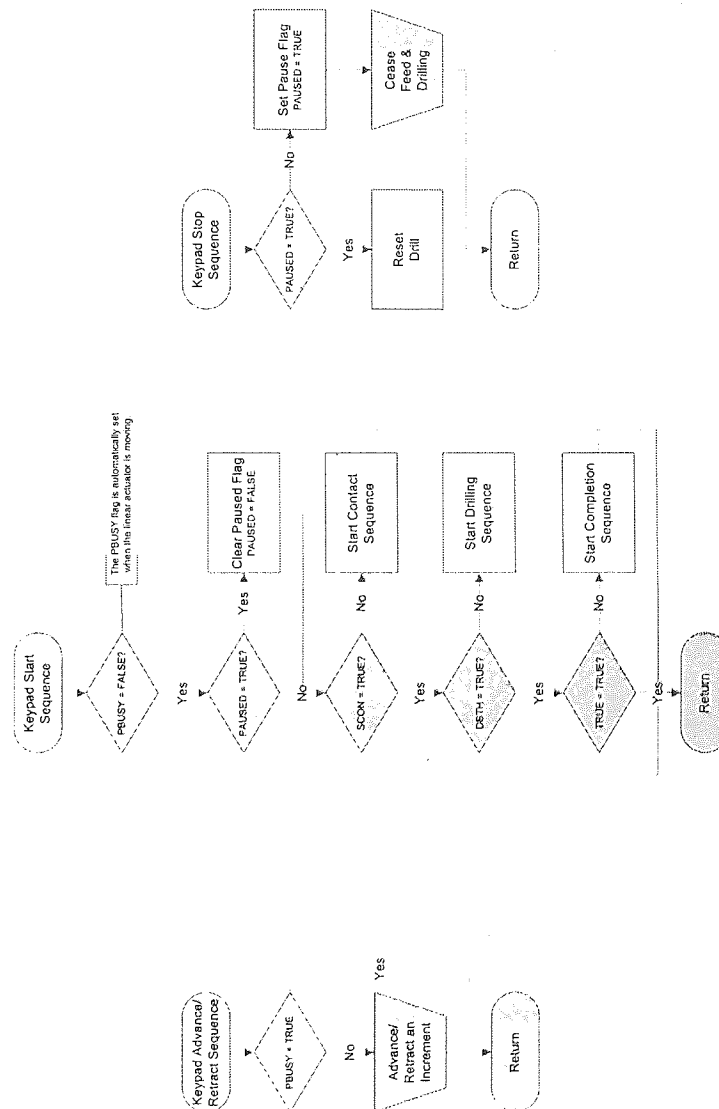 Keypad Advance/
Retract Sequence
PBUSY = TRUE
No
Yes
Advance/
Retract an
Increment
Return
Keypad Start
Sequence
PBUSY = FALSE?
The PBUSY flag is automatically set
when the linear actuator is moving.
Yes
PAUSED = TRUE?
Yes
Clear Paused Flag
PAUSED = FALSE
No
SCON = TRUE?
No
Start Contact
Sequence
Yes
= TRUE?
No
Start Drilling
Sequence
Yes
TRUE = TRUE?
No
Start Completion
Sequence
Yes
Return
Keypad Stop
Sequence
PAUSED = TRUE?
No
Set Pause Flag
PAUSED = TRUE
Yes
Reset
Drill
Cease
Feed &
Drilling
Return